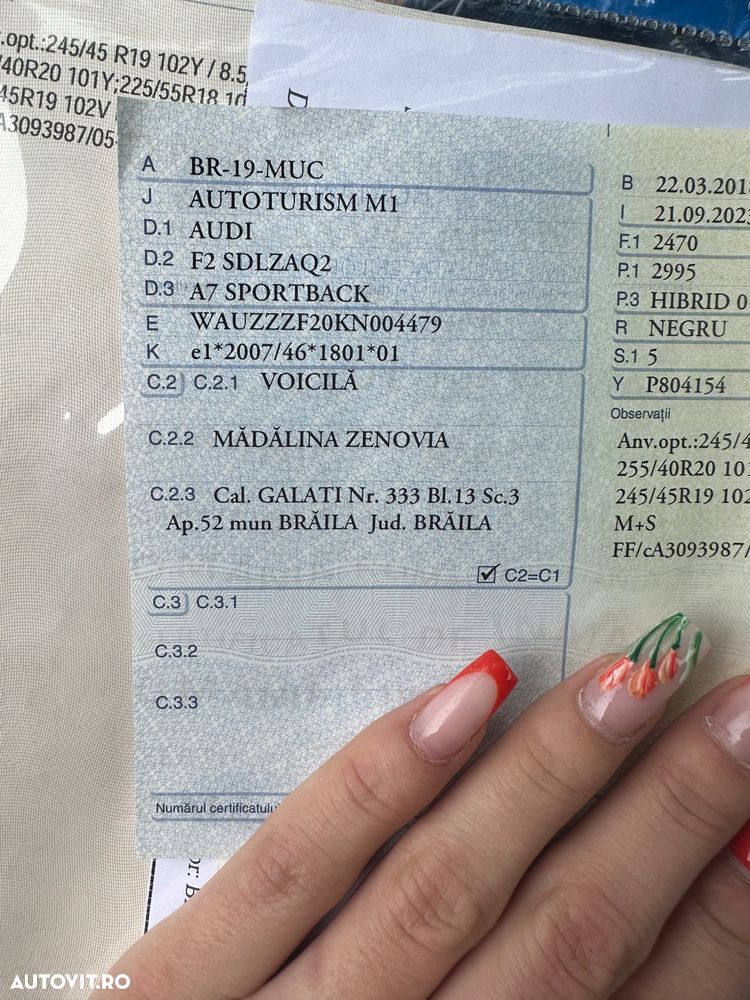 .opt.:245/45 R19 102Y / 8.5
/40R20 101Y;225/55R18
45R19 102V
A3093987/05
A BR-19-MUC
J AUTOTURISM M1
D.1 AUDI
D.2 F2 SDLZAQ2
D.3 A7 SPORTBACK
E WAUZZZF20KN004479
K e1*2007/46*1801*01
C.2 C.2.1 VOICILĂ
C.2.2 MĂDĂLINA ZENOVIA
C.2.3 Cal. GALATI Nr. 333 Bl.13 Sc.3
Ap.52 mun BRĂILA Jud. BRĂILA
C2=C1
C.3 C.3.1
C.3.2
C.3.3
Numărul certificatului
B 22.03.201
I 21.09.202
F.1 2470
P.1 2995
P.3 HIBRID 0
R NEGRU
S.1 5
Y P804154
Observații
Anv.opt.:245/4
255/40R20 101
245/45R19 102
M+S
FF/cA3093987/
AUTOVIT.RO